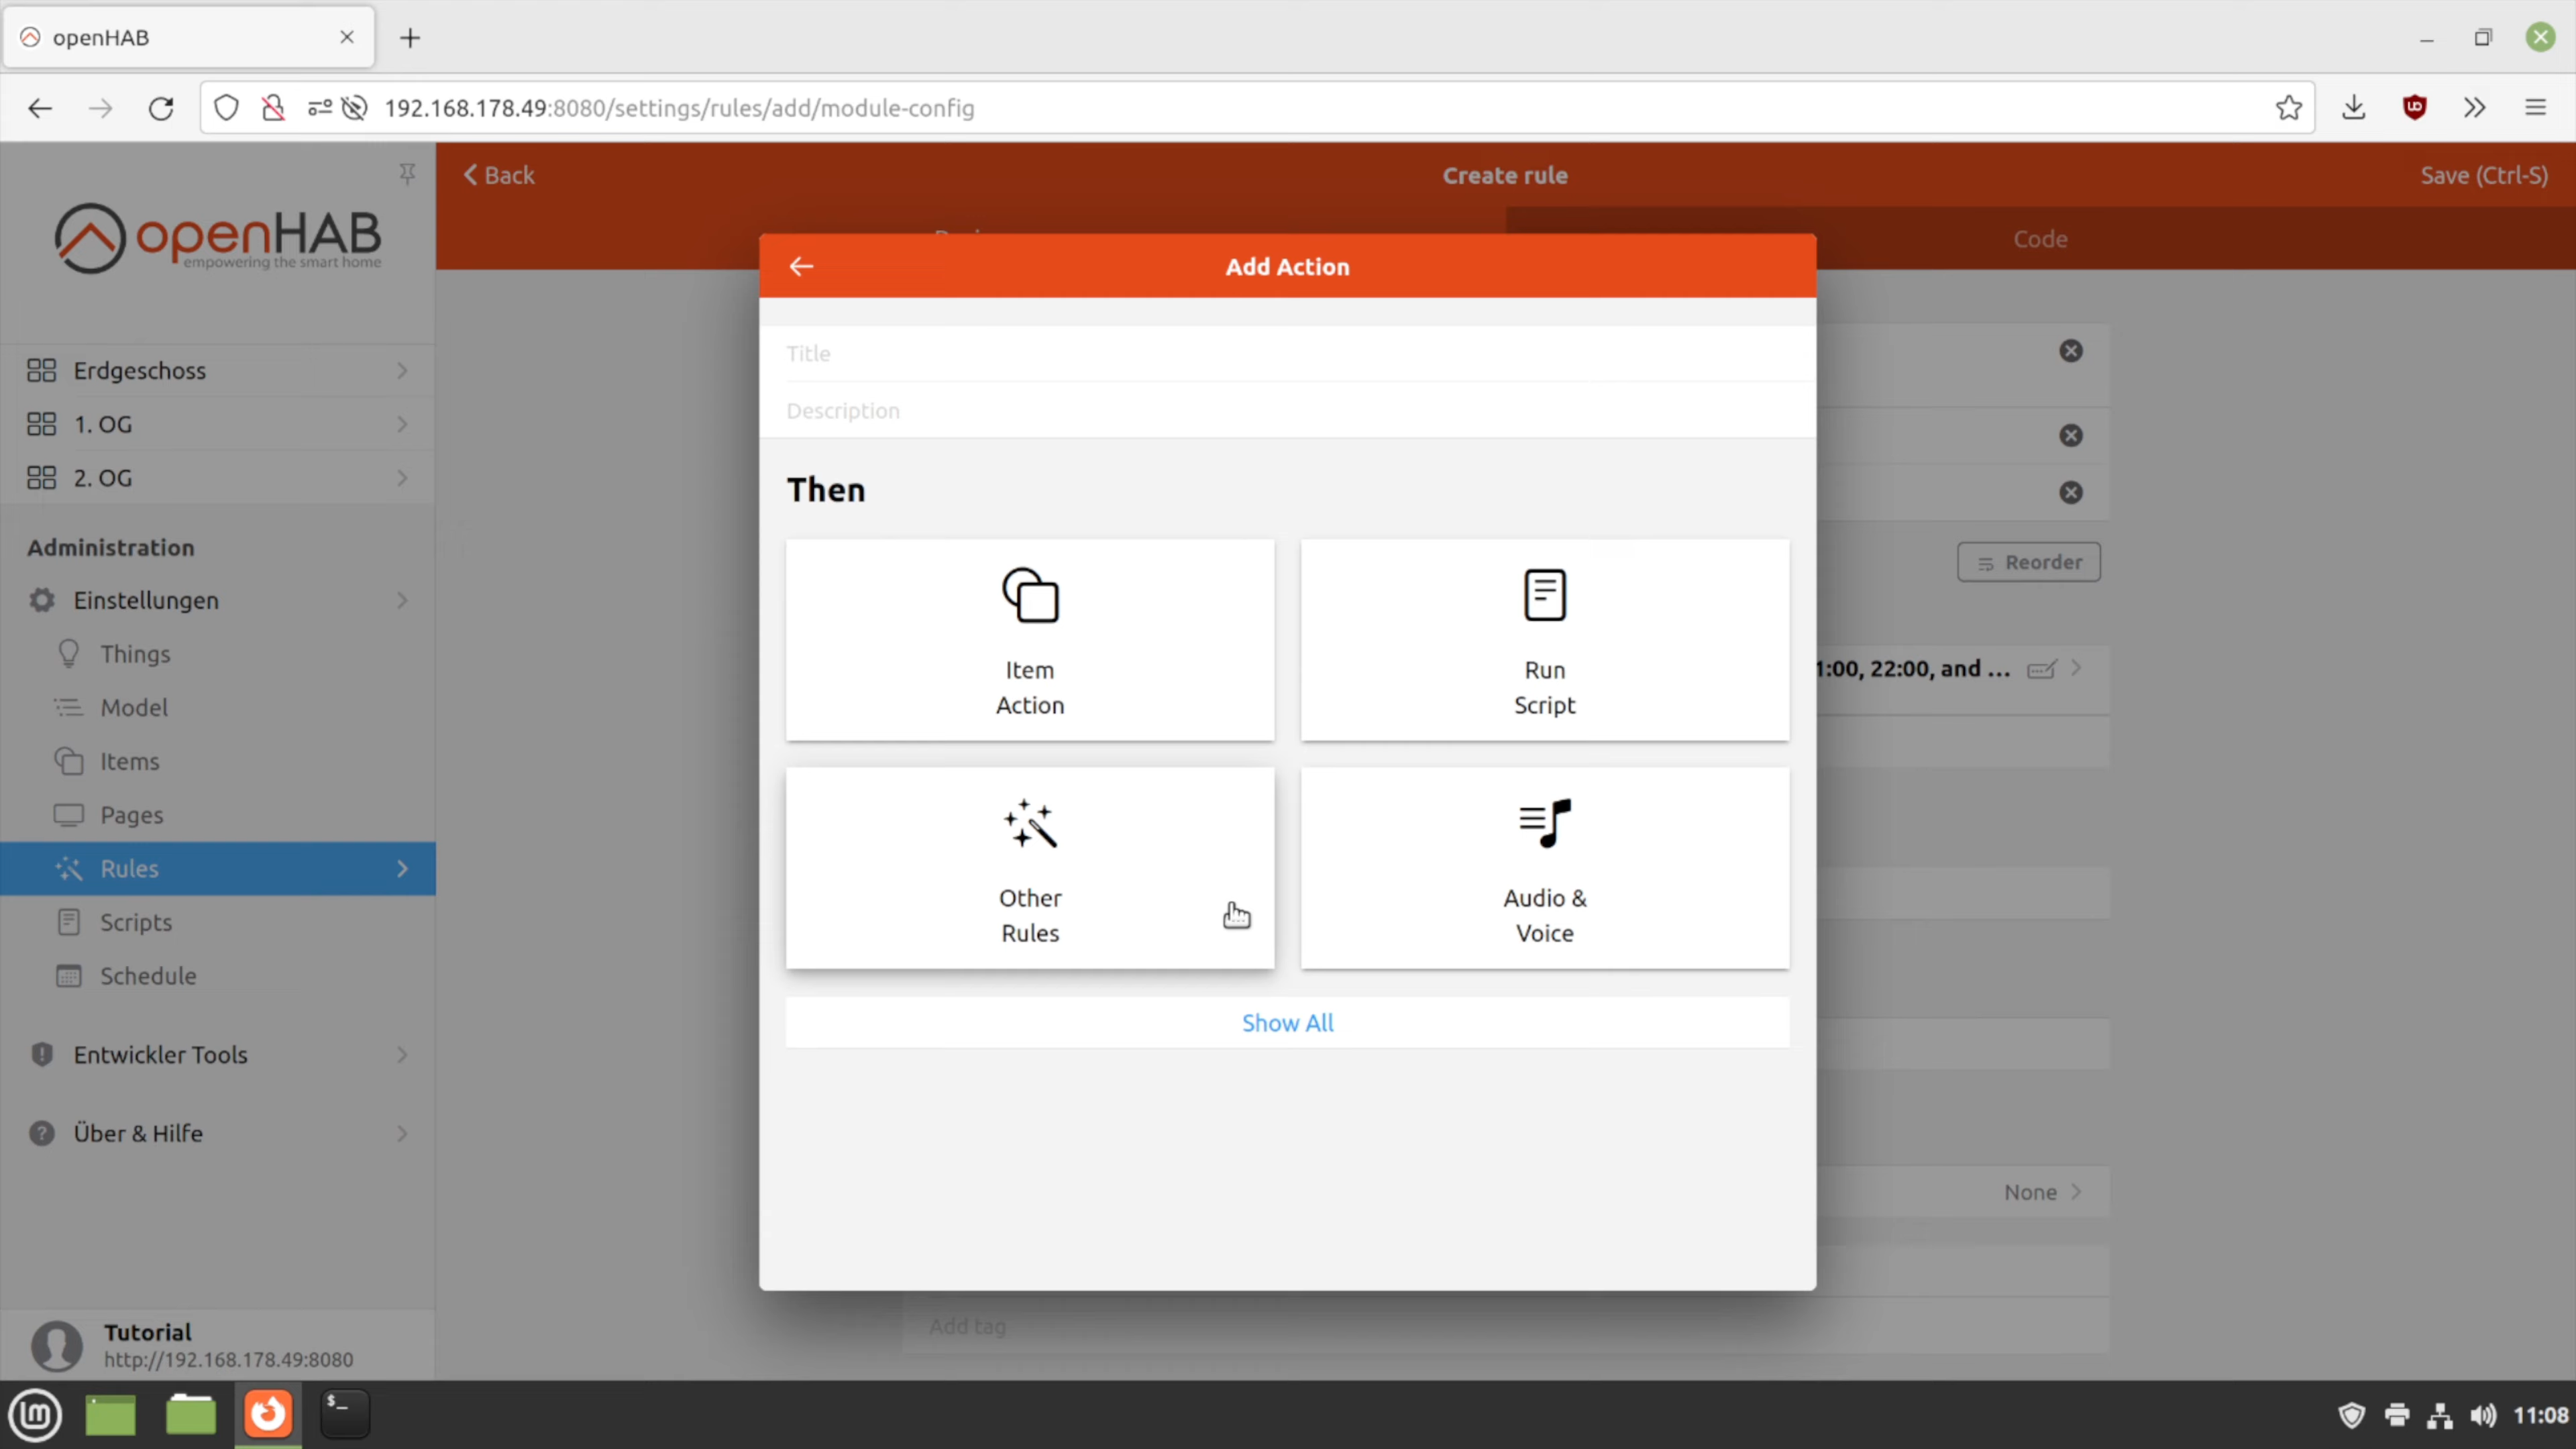 openHAB
192.168.178.49:8080/settings/rules/add/module-config
Back
Create rule
Save (Ctrl-S)
Code
openHAB
empowering the smart home
Erdgeschoss
1. OG
2. OG
Administration
Einstellungen
Things
Model
Items
Pages
Rules
Scripts
Schedule
Entwickler Tools
Über & Hilfe
Tutorial
http://192.168.178.49:8080
Add Action
Title
Description
Then
Item
Action
Run
Script
Other
Rules
Audio &
Voice
Show All
Reorder
1:00, 22:00, and ...
None
Add tag
$_
11:08